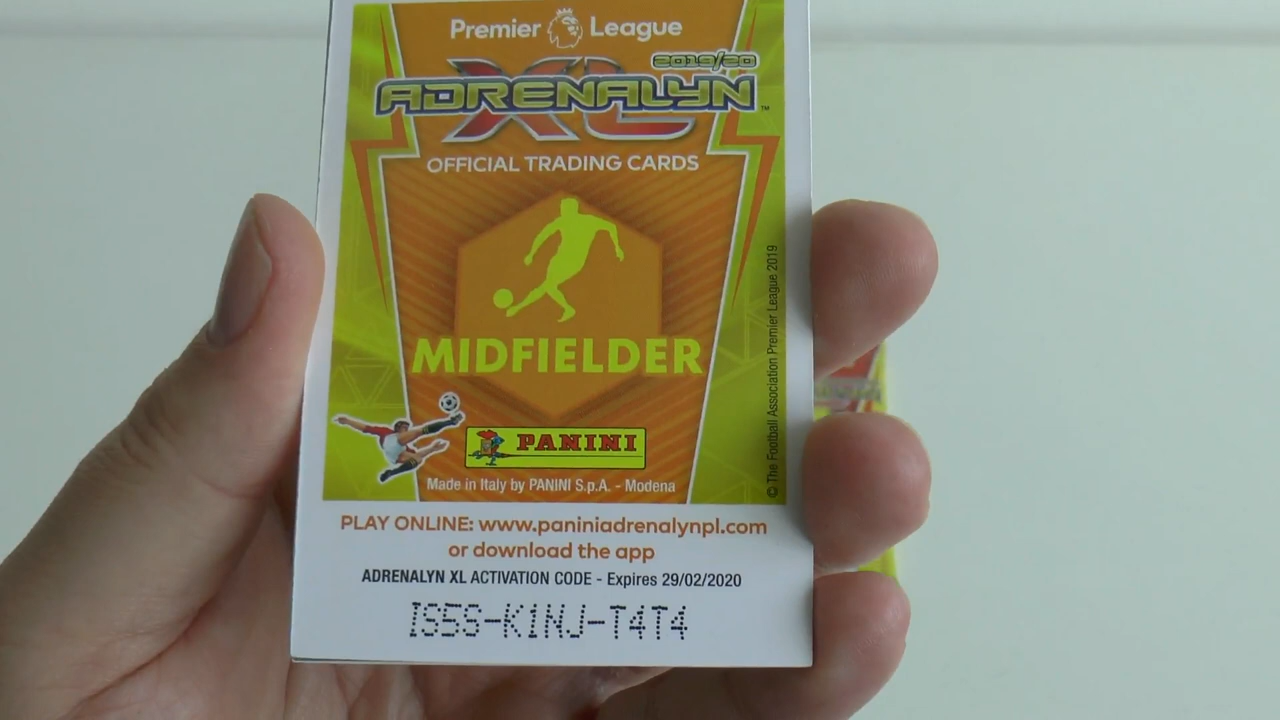 Premier League
2019/20
ADRENALYN™
XL
OFFICIAL TRADING CARDS
MIDFIELDER
PANINI
Made in Italy by PANINI S.p.A. - Modena
© The Football Association Premier League 2019
PLAY ONLINE: www.paniniadrenalynpl.com
or download the app
ADRENALYN XL ACTIVATION CODE - Expires 29/02/2020
IS5S-K1NJ-T4T4